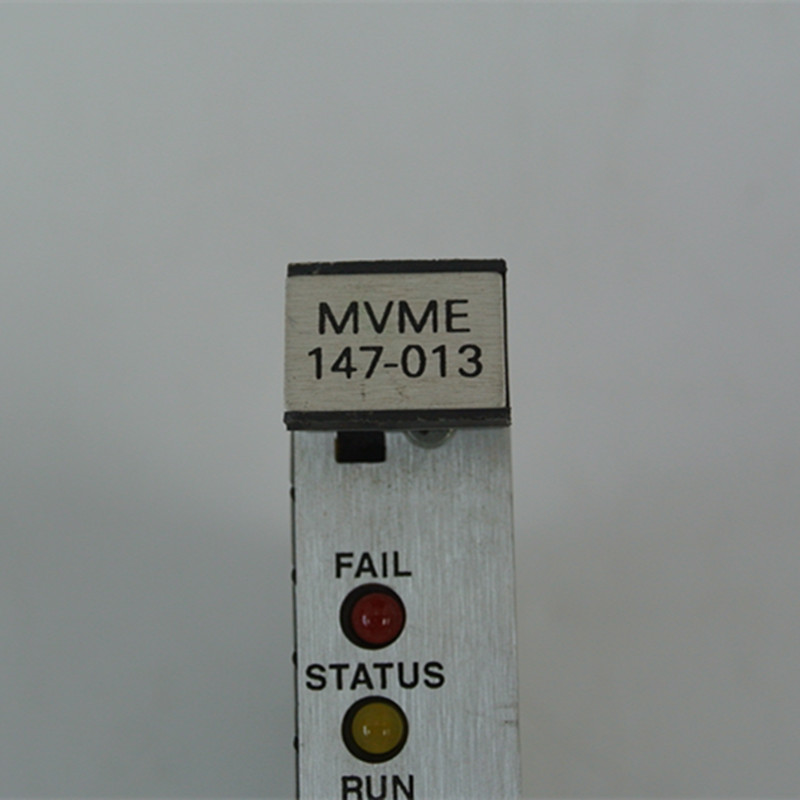 MVME
147-013
FAIL
STATUS
RUN